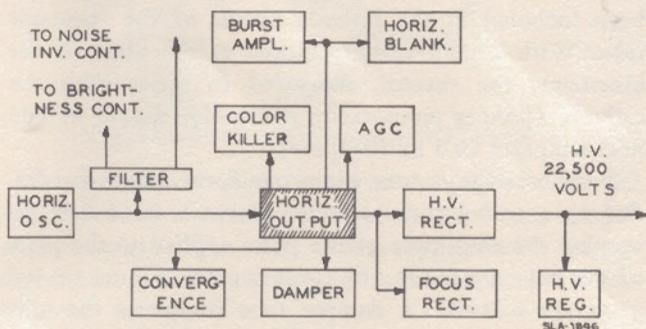 TO NOISE
INV. CONT.
TO BRIGHT-
NESS CONT.
BURST
AMPL.
HORIZ.
BLANK.
COLOR
KILLER
AGC
FILTER
H.V.
22,500
VOLTS
HORIZ.
OSC.
HORIZ
OUTPUT
H.V.
RECT.
CONVERG-
ENCE
DAMPER
FOCUS
RECT.
H.V.
REG.
SLA-1896